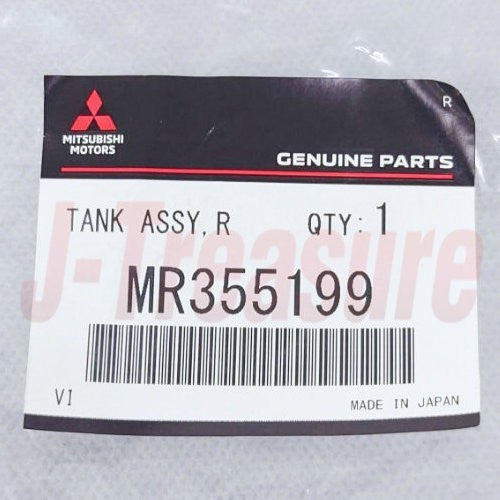 R
MITSUBISHI
MOTORS
GENUINE PARTS
TANK ASSY,R QTY: 1
J-Treasure
MR355199
VI
MADE IN JAPAN